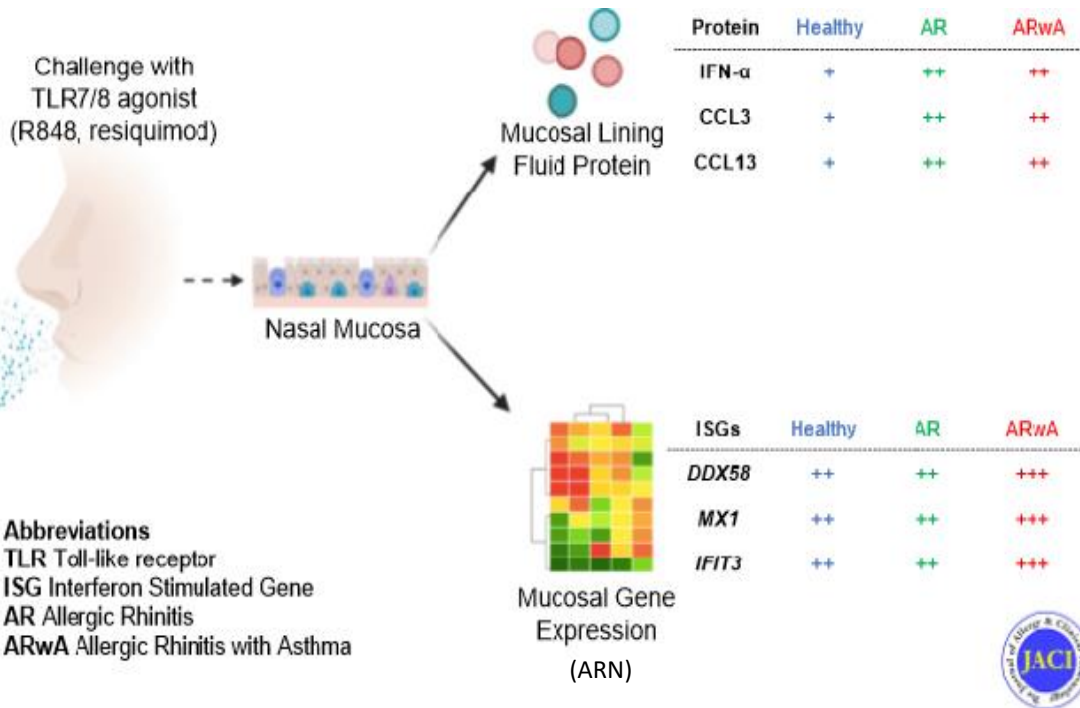 Challenge with
TLR7/8 agonist
(R848, resiquimod)
Nasal Mucosa
Mucosal Lining
Fluid Protein
Protein Healthy AR ARwA
IFN-α + ++ ++
CCL3 + ++ ++
CCL13 + ++ ++
Mucosal Gene
Expression
(ARN)
ISGs Healthy AR ARwA
DDX58 ++ ++ +++
MX1 ++ ++ +++
IFIT3 ++ ++ +++
Abbreviations
TLR Toll-like receptor
ISG Interferon Stimulated Gene
AR Allergic Rhinitis
ARwA Allergic Rhinitis with Asthma
JACI